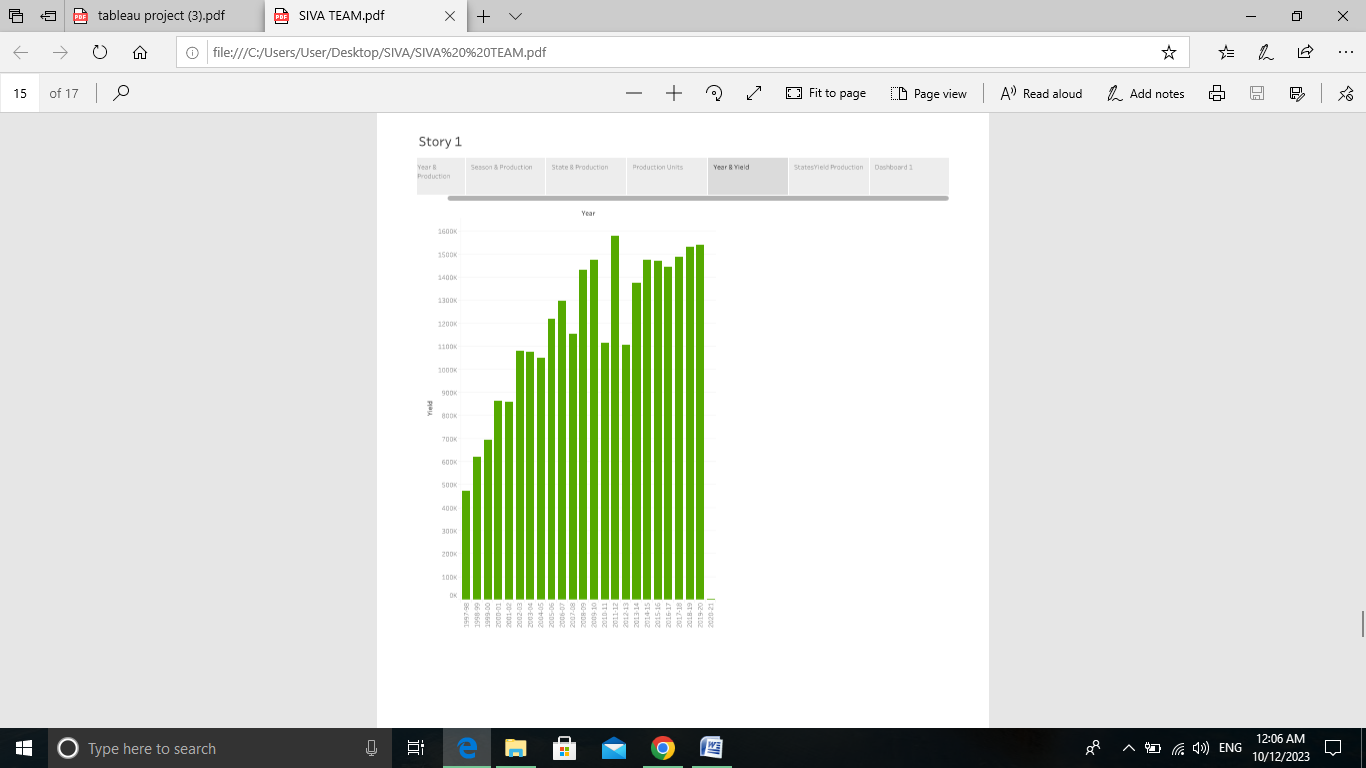 tableau project (3).pdf
SIVA TEAM.pdf
file:///C:/Users/User/Desktop/SIVA/SIVA%20%20TEAM.pdf
15 of 17
Fit to page
Page view
Read aloud
Add notes
Story 1
Year & Production
Season & Production
State & Production
Production Units
Year & Yield
StatesYield Production
Dashboard 1
Year
1600K
1500K
1400K
1300K
1200K
1100K
1000K
900K
800K
700K
600K
500K
400K
300K
200K
100K
0K
Yield
1997-98
1998-99
1999-00
2000-01
2001-02
2002-03
2003-04
2004-05
2005-06
2006-07
2007-08
2008-09
2009-10
2010-11
2011-12
2012-13
2013-14
2014-15
2015-16
2016-17
2017-18
2018-19
2019-20
2020-21
Type here to search
ENG
12:06 AM
10/12/2023